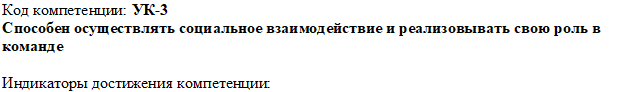 Код компетенции: УК-3
Способен осуществлять социальное взаимодействие и реализовывать свою роль в
команде
Индикаторы достижения компетенции: